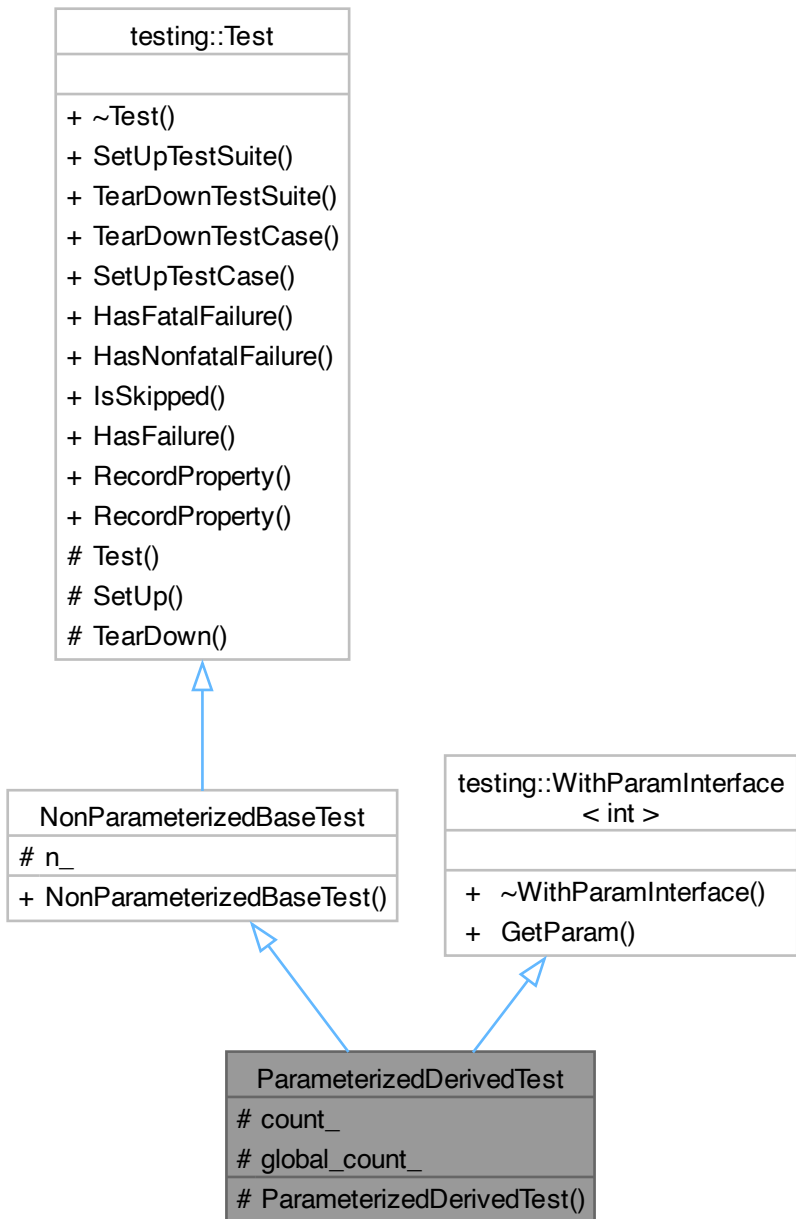 testing::Test
+ ~Test()
+ SetUpTestSuite()
+ TearDownTestSuite()
+ TearDownTestCase()
+ SetUpTestCase()
+ HasFatalFailure()
+ HasNonfatalFailure()
+ IsSkipped()
+ HasFailure()
+ RecordProperty()
+ RecordProperty()
# Test()
# SetUp()
# TearDown()
NonParameterizedBaseTest
# n_
+ NonParameterizedBaseTest()
testing::WithParamInterface
< int >
+ ~WithParamInterface()
+ GetParam()
ParameterizedDerivedTest
# count_
# global_count_
# ParameterizedDerivedTest()